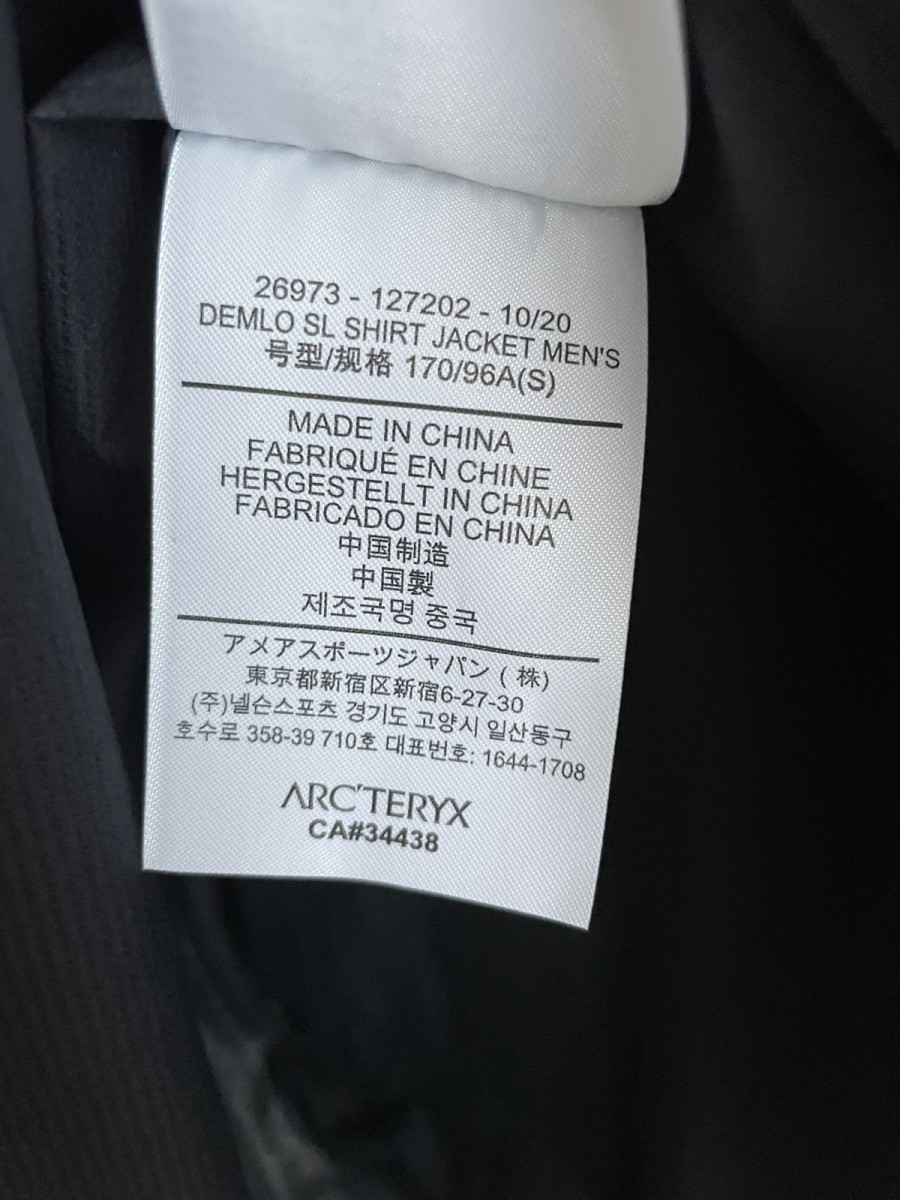 26973 - 127202 - 10/20
DEMLO SL SHIRT JACKET MEN'S
号型/规格 170/96A(S)
MADE IN CHINA
FABRIQUÉ EN CHINE
HERGESTELLT IN CHINA
FABRICADO EN CHINA
中国制造
中国製
제조국명 중국
アメアスポーツジャパン ( 株)
東京都新宿区新宿6-27-30
(주)넬슨스포츠 경기도 고양시 일산동구
호수로 358-39 710호 대표번호: 1644-1708
ARC'TERYX
CA#34438